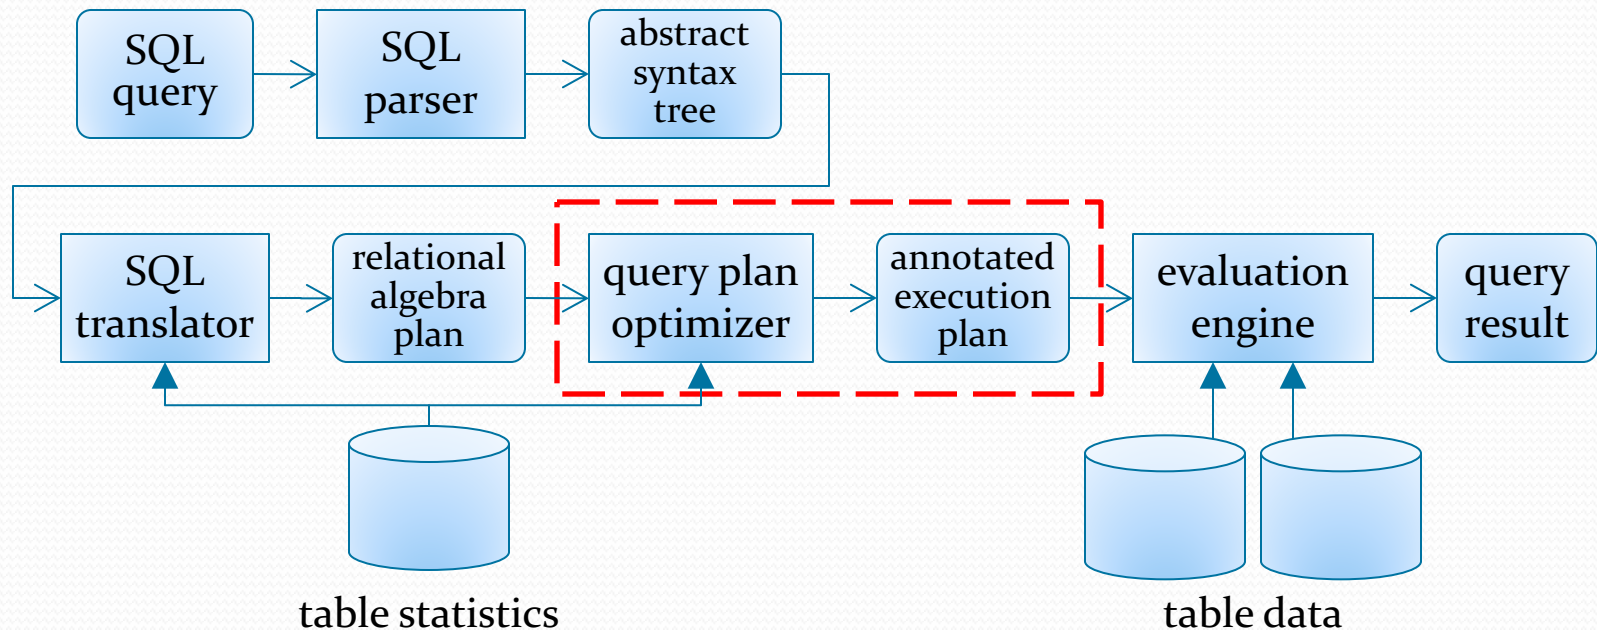 SQL
query
SQL
parser
abstract
syntax
tree
SQL
translator
relational
algebra
plan
query plan
optimizer
annotated
execution
plan
evaluation
engine
query
result
table statistics
table data